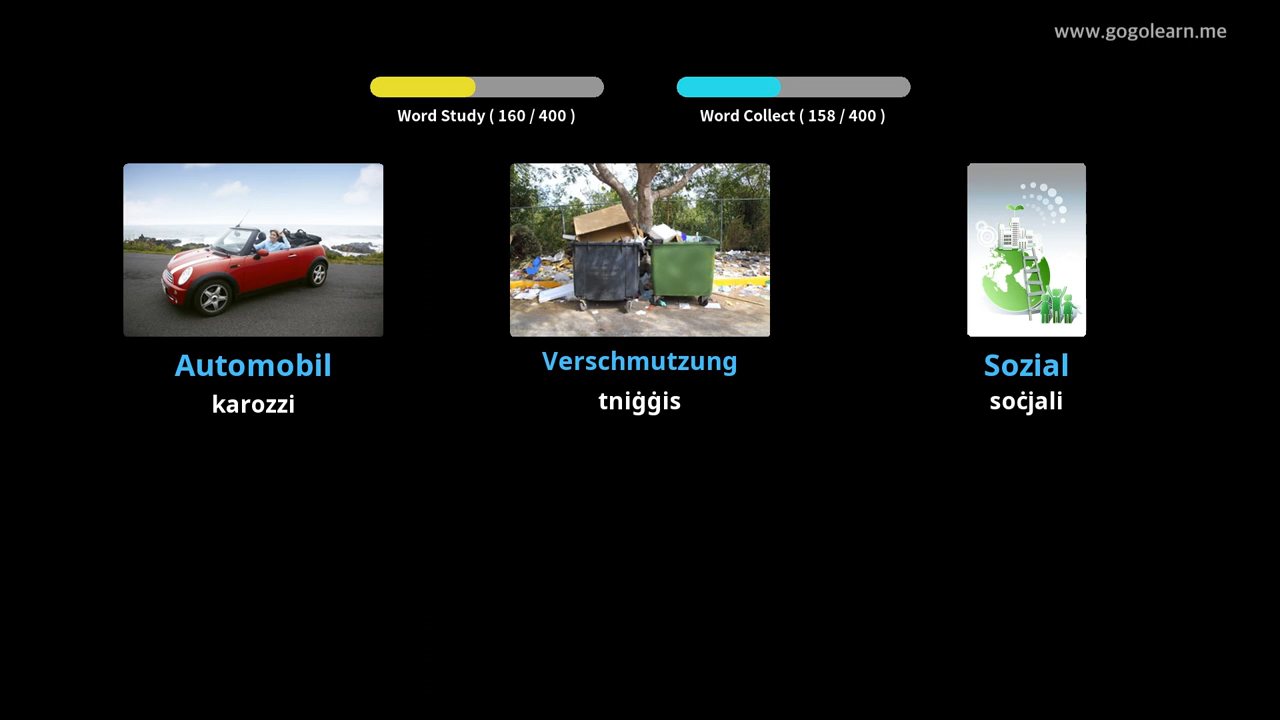 www.gogolearn.me
Word Study ( 160 / 400 )
Word Collect ( 158 / 400 )
Automobil
karozzi
Verschmutzung
tniġġis
Sozial
soċjali